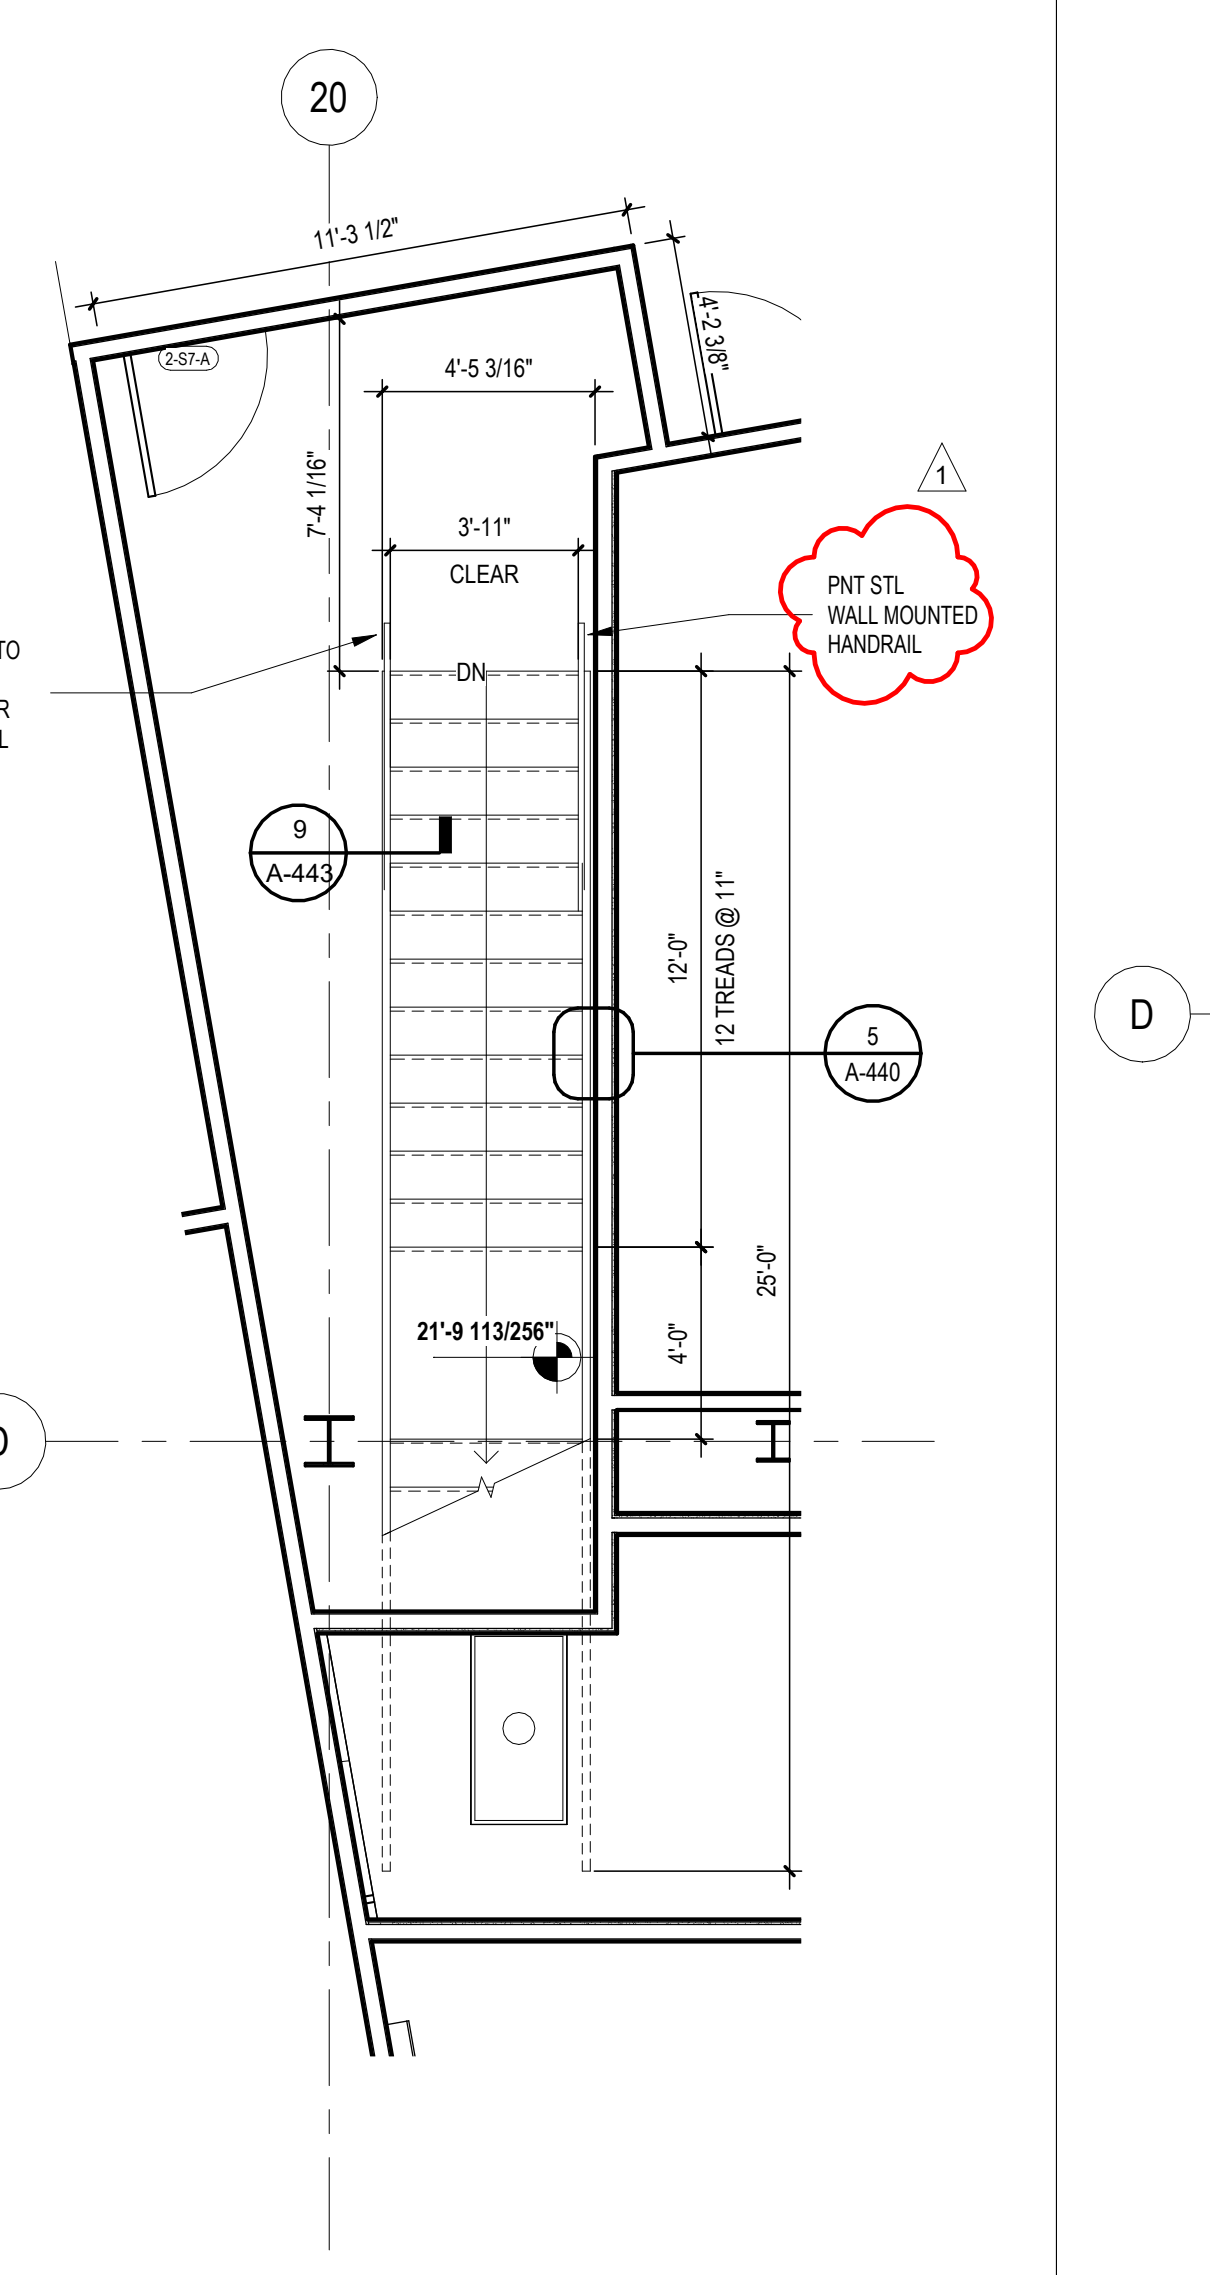 20
11'-3 1/2"
4'-2 3/8"
2-S7-A
4'-5 3/16"
7'-4 1/16"
1
3'-11"
CLEAR
PNT STL
WALL MOUNTED
HANDRAIL
TO
R
L
DN
9
A-443
12'-0"
12 TREADS @ 11"
D
5
A-440
25'-0"
21'-9 113/256"
4'-0"